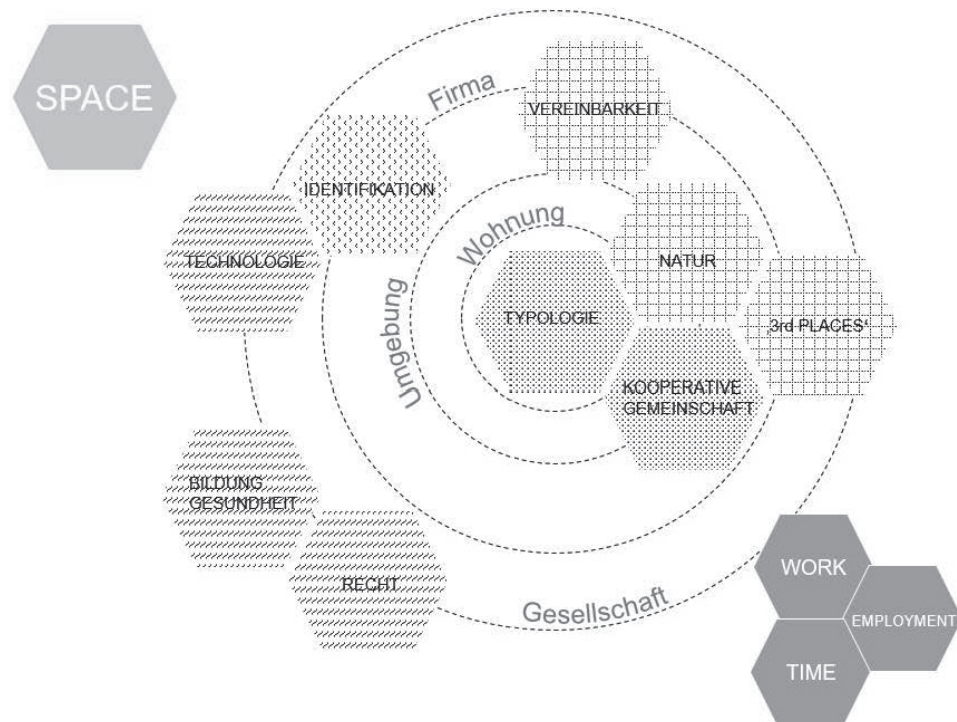 SPACE
Firma
VEREINBARKEIT
IDENTIFIKATION
Wohnung
TECHNOLOGIE
NATUR
Umgebung
TYPOLOGIE
‚3rd PLACES‘
KOOPERATIVE
GEMEINSCHAFT
BILDUNG
GESUNDHEIT
WORK
RECHT
Gesellschaft
EMPLOYMENT
TIME